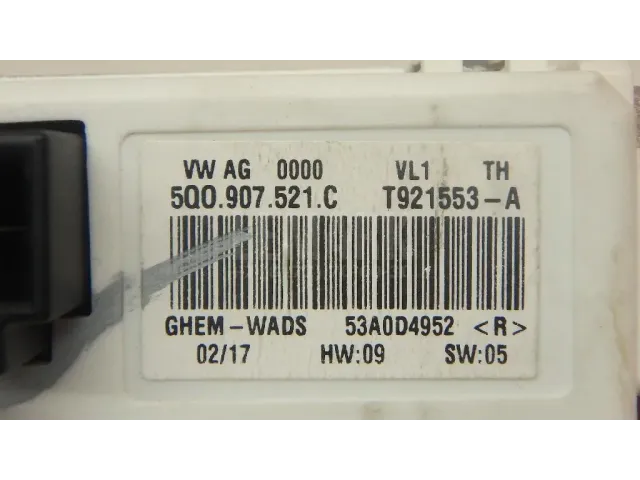 VW AG 0000 VL1 TH
5Q0.907.521.C T921553-A
GHEM-WADS 53A0D4952 <R>
02/17 HW:09 SW:05